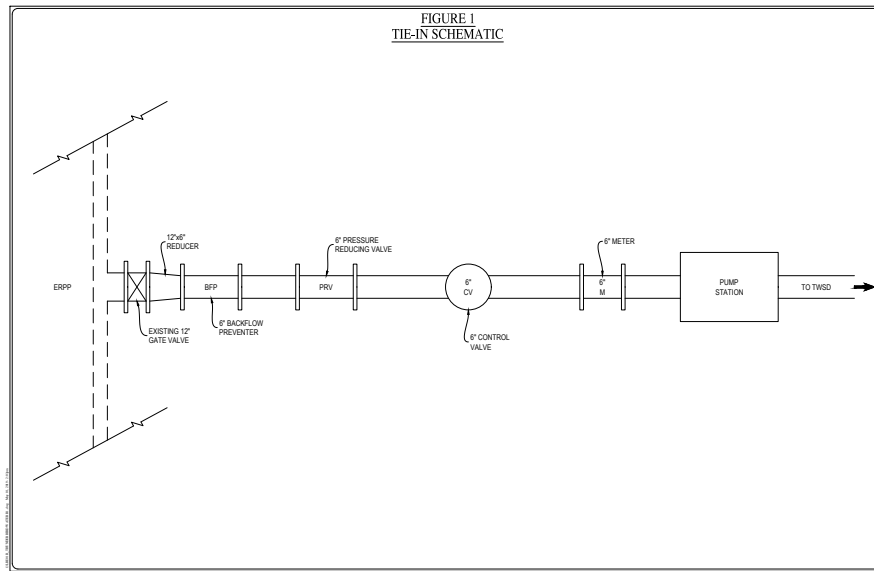 FIGURE 1
TIE-IN SCHEMATIC
12"x6"
REDUCER
6" PRESSURE
REDUCING VALVE
6" METER
ERPP
BFP
PRV
6"
CV
6"
M
PUMP
STATION
TO TWSD
EXISTING 12"
GATE VALVE
6" BACKFLOW
PREVENTER
6" CONTROL
VALVE